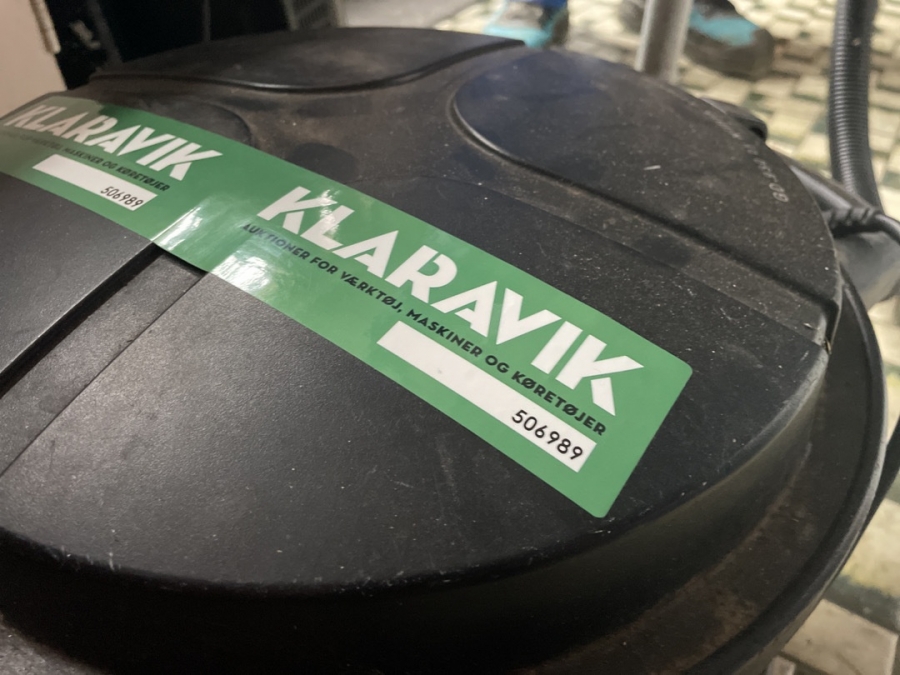 KLARAVIK
MASKINER OG KØRETØJER
506989
KLARAVIK
AUKTIONER FOR VÆRKTØJ, MASKINER OG KØRETØJER
506989